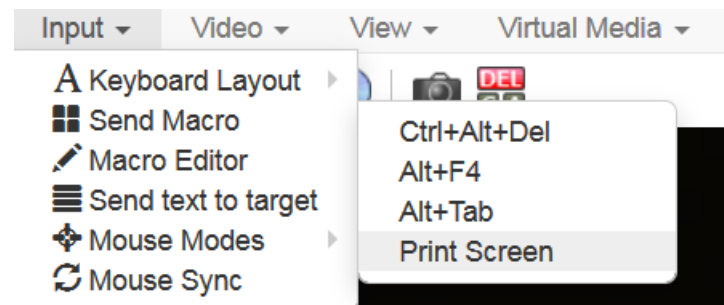 Input Video View Virtual Media
A Keyboard Layout
Send Macro
Macro Editor
Send text to target
Mouse Modes
Mouse Sync
DEL
Ctrl+Alt+Del
Alt+F4
Alt+Tab
Print Screen